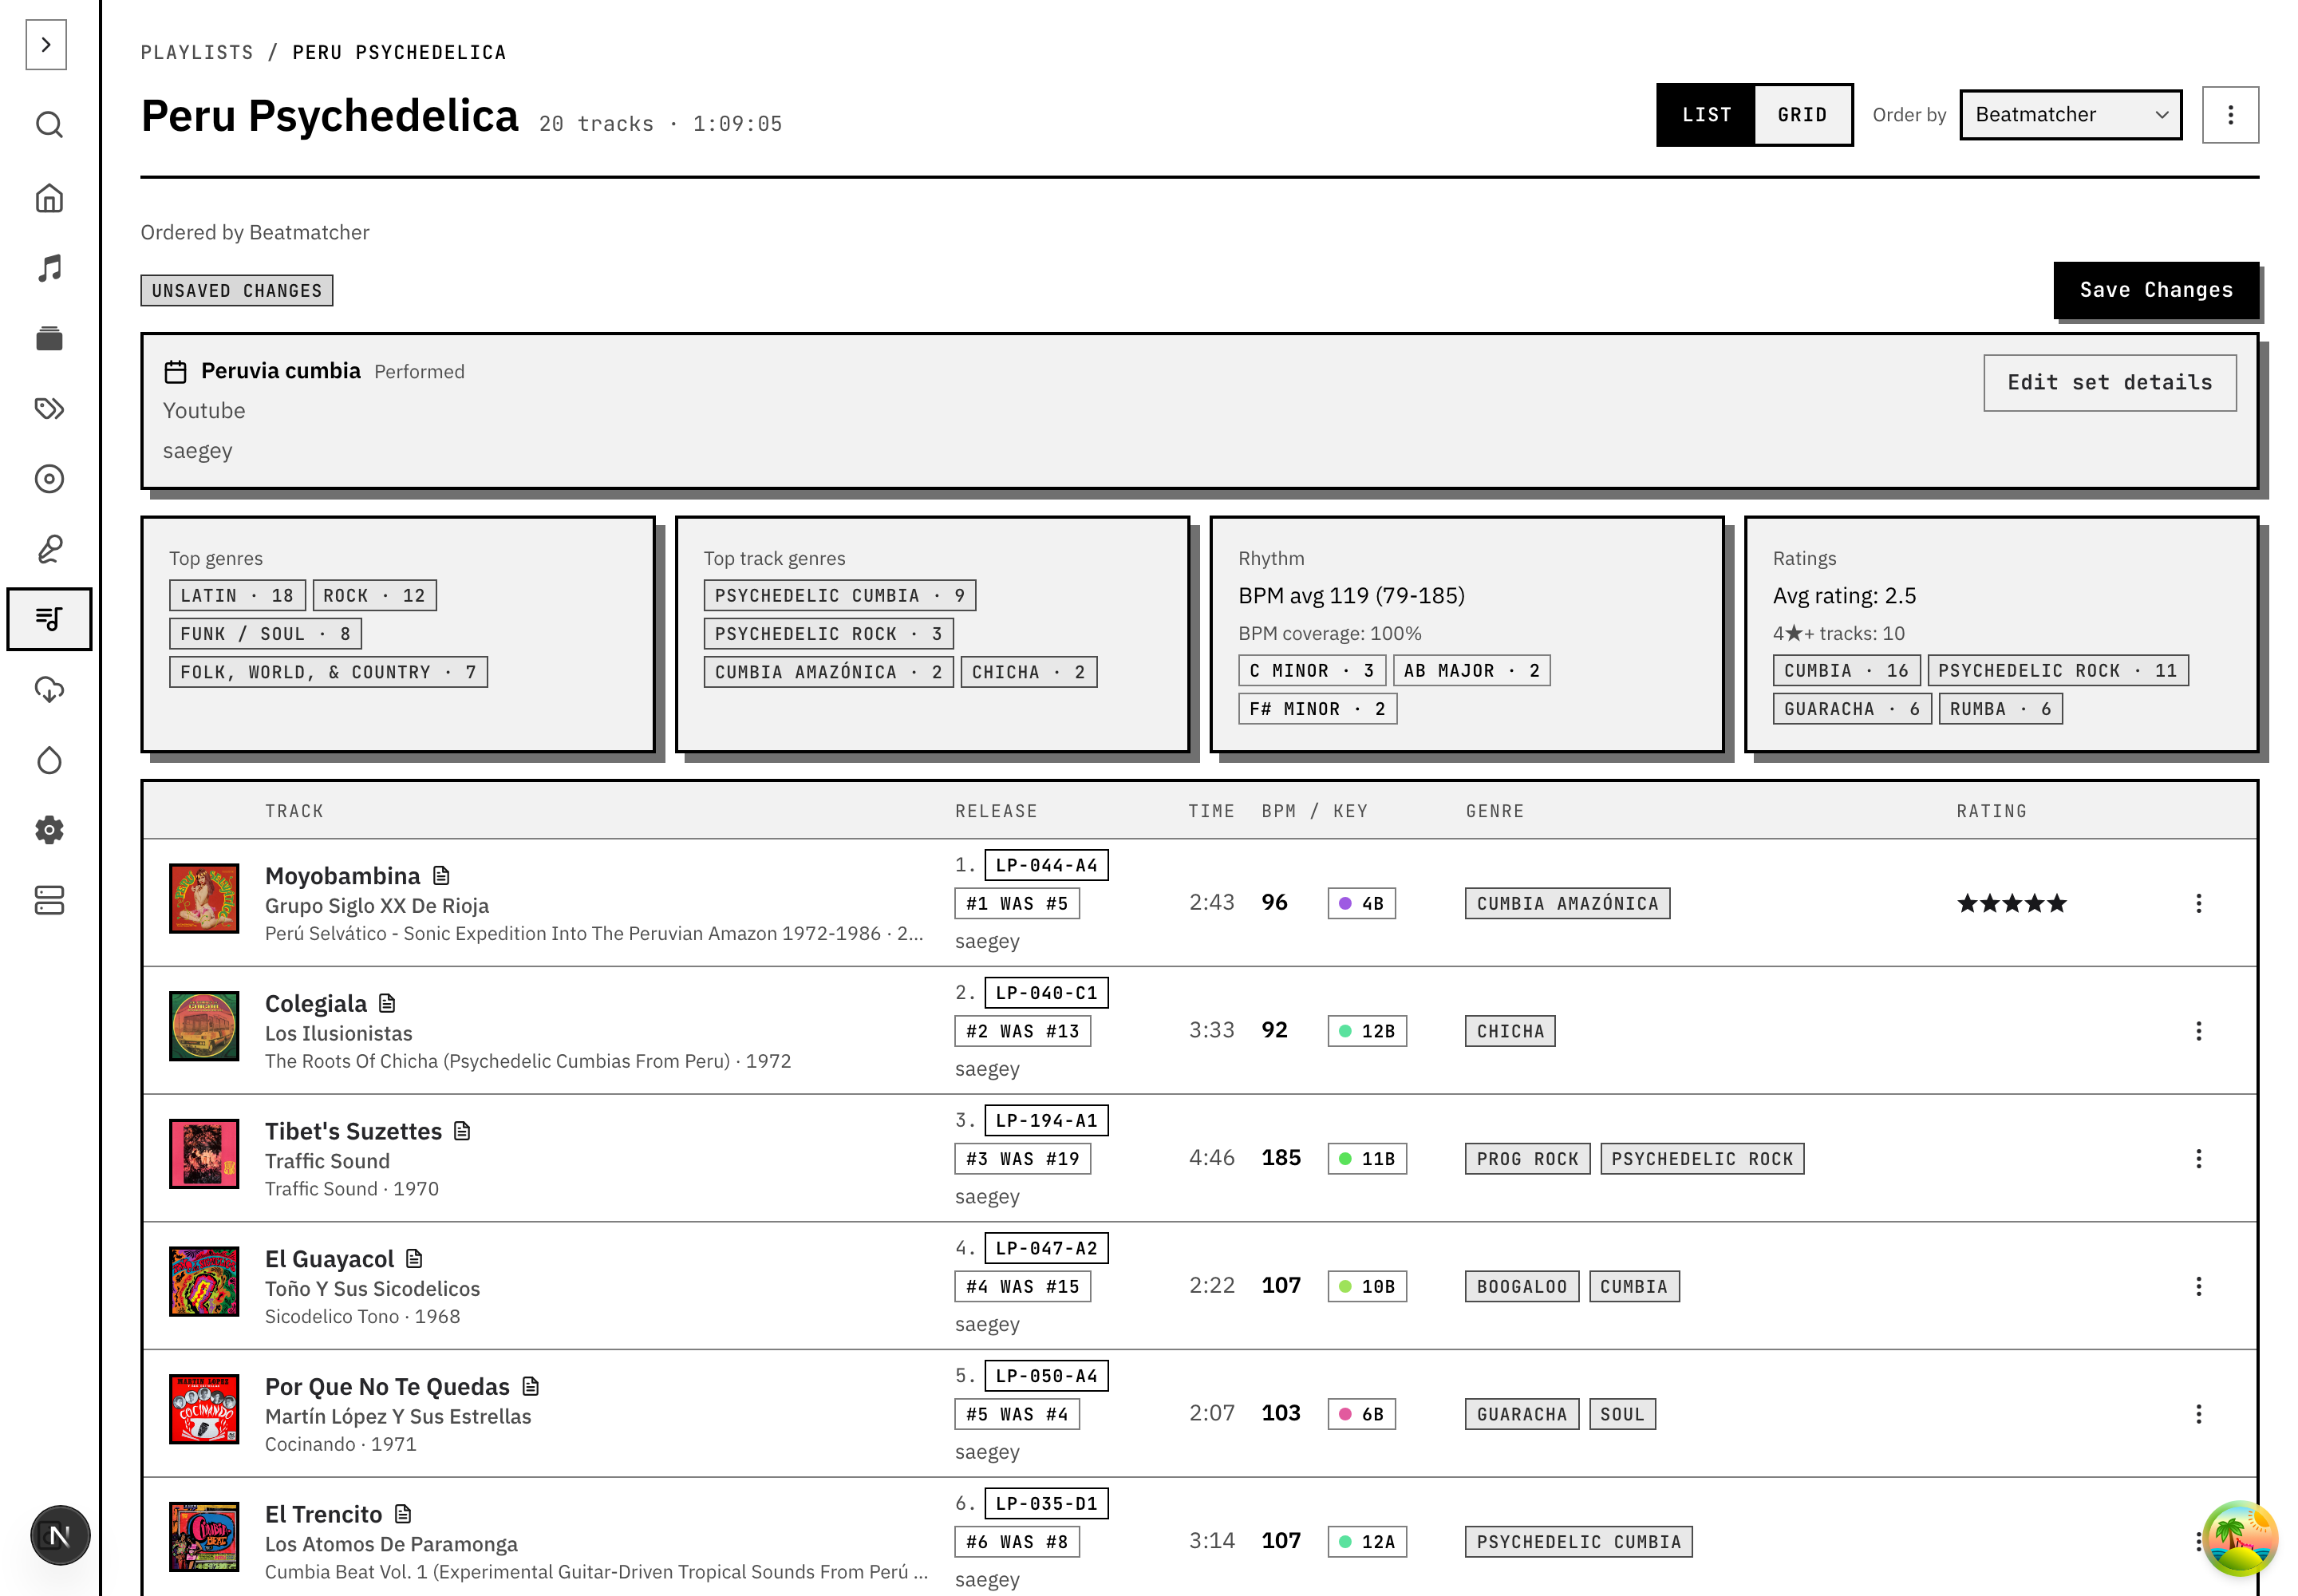 PLAYLISTS / PERU PSYCHEDELICA
Peru Psychedelica 20 tracks · 1:09:05
LIST GRID Order by Beatmatcher
Ordered by Beatmatcher
UNSAVED CHANGES
Save Changes
Peruvia cumbia Performed
Edit set details
Youtube
saegey
Top genres
LATIN · 18 ROCK · 12
FUNK / SOUL · 8
FOLK, WORLD, & COUNTRY · 7
Top track genres
PSYCHEDELIC CUMBIA · 9
PSYCHEDELIC ROCK · 3
CUMBIA AMAZÓNICA · 2 CHICHA · 2
Rhythm
BPM avg 119 (79-185)
BPM coverage: 100%
C MINOR · 3 AB MAJOR · 2
F# MINOR · 2
Ratings
Avg rating: 2.5
4★+ tracks: 10
CUMBIA · 16 PSYCHEDELIC ROCK · 11
GUARACHA · 6 RUMBA · 6
TRACK RELEASE TIME BPM / KEY GENRE RATING
Moyobambina
Grupo Siglo XX De Rioja
Perú Selvático - Sonic Expedition Into The Peruvian Amazon 1972-1986 · 2...
1. LP-044-A4
#1 WAS #5
saegey
2:43 96 4B CUMBIA AMAZÓNICA ★★★★★
Colegiala
Los Ilusionistas
The Roots Of Chicha (Psychedelic Cumbias From Peru) · 1972
2. LP-040-C1
#2 WAS #13
saegey
3:33 92 12B CHICHA
Tibet's Suzettes
Traffic Sound
Traffic Sound · 1970
3. LP-194-A1
#3 WAS #19
saegey
4:46 185 11B PROG ROCK PSYCHEDELIC ROCK
El Guayacol
Toño Y Sus Sicodelicos
Sicodelico Tono · 1968
4. LP-047-A2
#4 WAS #15
saegey
2:22 107 10B BOOGALOO CUMBIA
Por Que No Te Quedas
Martín López Y Sus Estrellas
Cocinando · 1971
5. LP-050-A4
#5 WAS #4
saegey
2:07 103 6B GUARACHA SOUL
MARTIN LOPEZ
COCINANDO
El Trencito
Los Atomos De Paramonga
Cumbia Beat Vol. 1 (Experimental Guitar-Driven Tropical Sounds From Perú ...
6. LP-035-D1
#6 WAS #8
saegey
3:14 107 12A PSYCHEDELIC CUMBIA
N